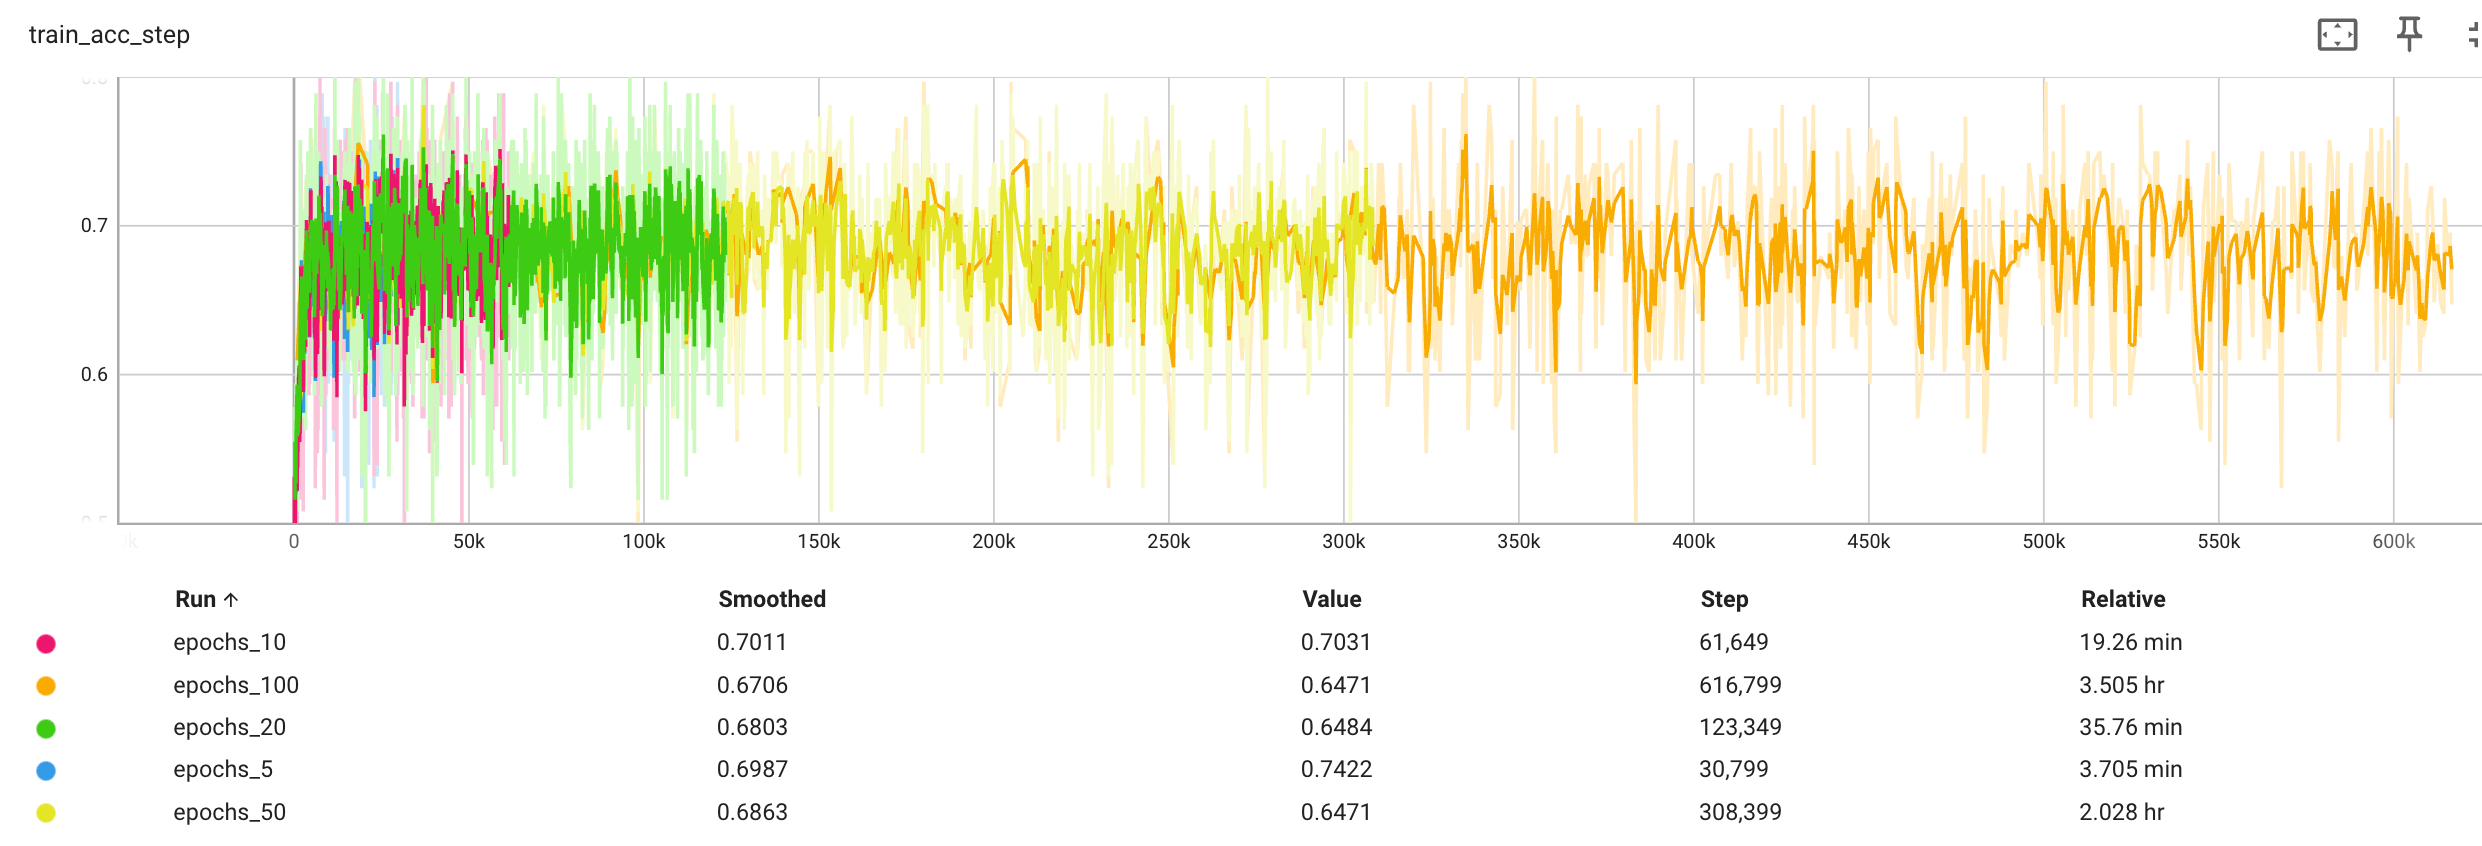 train_acc_step
0.7
0.6
0 50k 100k 150k 200k 250k 300k 350k 400k 450k 500k 550k 600k
Run ↑ Smoothed Value Step Relative
epochs_10 0.7011 0.7031 61,649 19.26 min
epochs_100 0.6706 0.6471 616,799 3.505 hr
epochs_20 0.6803 0.6484 123,349 35.76 min
epochs_5 0.6987 0.7422 30,799 3.705 min
epochs_50 0.6863 0.6471 308,399 2.028 hr